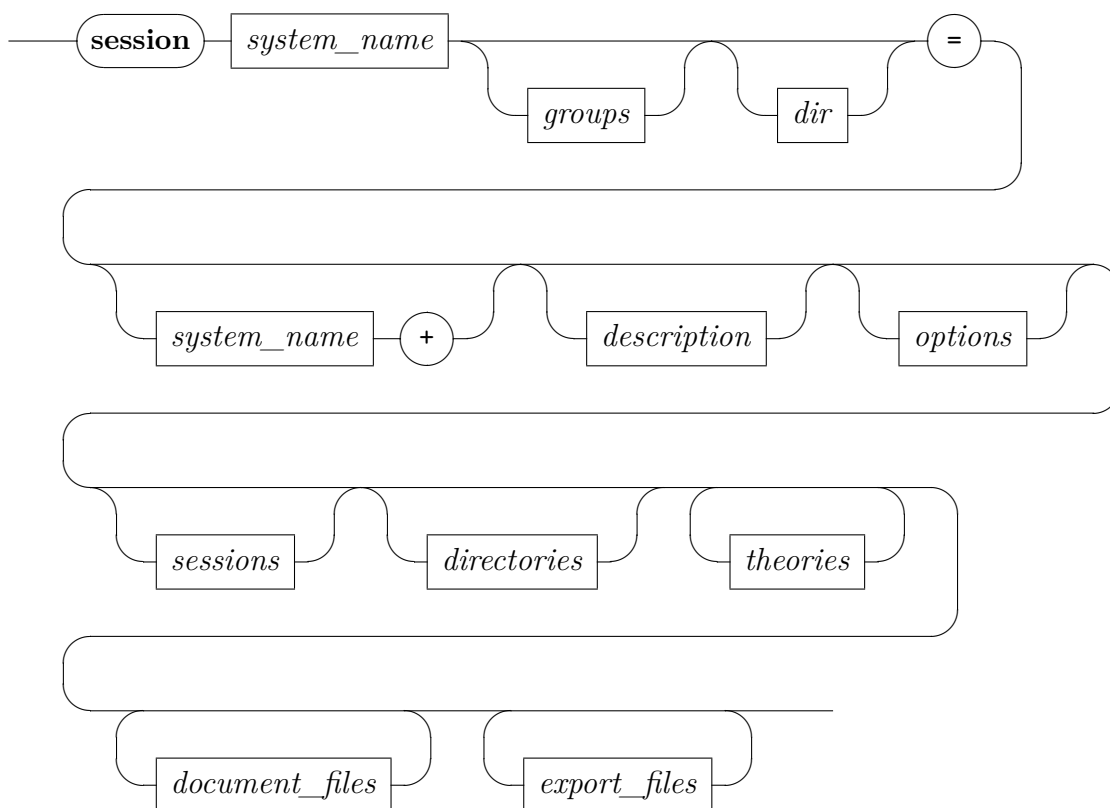 session system_name =
groups dir
system_name + description options
sessions directories theories
document_files export_files